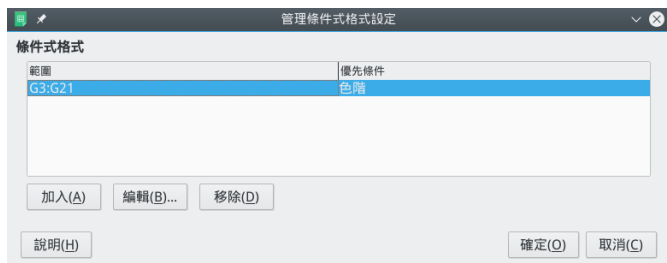 管理條件式格式設定
條件式格式
範圍 優先條件
G3:G21 色階
加入(A) 編輯(B)... 移除(D)
說明(H) 確定(O) 取消(C)